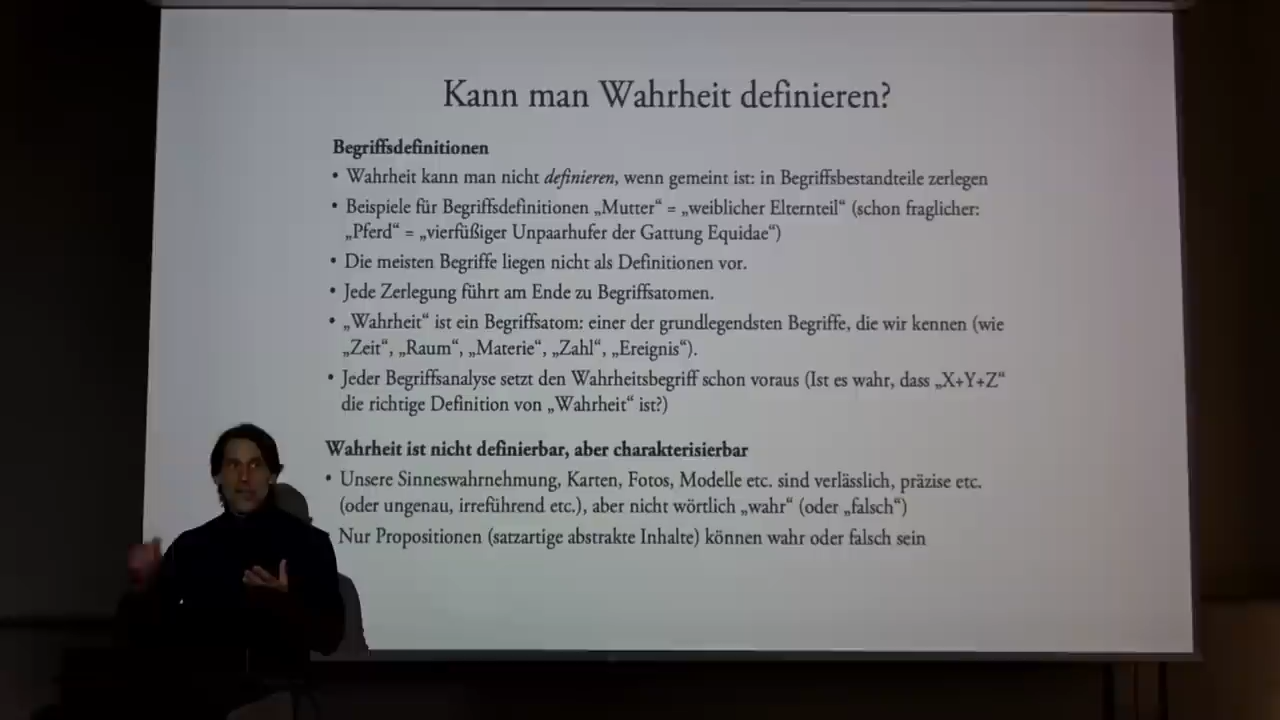 Kann man Wahrheit definieren?
Begriffsdefinitionen
• Wahrheit kann man nicht definieren, wenn gemeint ist: in Begriffsbestandteile zerlegen
• Beispiele für Begriffsdefinitionen „Mutter“ = „weiblicher Elternteil“ (schon fraglicher:
„Pferd“ = „vierfüßiger Unpaarhufer der Gattung Equidae“)
• Die meisten Begriffe liegen nicht als Definitionen vor.
• Jede Zerlegung führt am Ende zu Begriffsatomen.
• „Wahrheit“ ist ein Begriffsatom: einer der grundlegendsten Begriffe, die wir kennen (wie
„Zeit“, „Raum“, „Materie“, „Zahl“, „Ereignis“).
• Jeder Begriffsanalyse setzt den Wahrheitsbegriff schon voraus (Ist es wahr, dass „X+Y+Z“
die richtige Definition von „Wahrheit“ ist?)
Wahrheit ist nicht definierbar, aber charakterisierbar
• Unsere Sinneswahrnehmung, Karten, Fotos, Modelle etc. sind verlässlich, präzise etc.
(oder ungenau, irreführend etc.), aber nicht wörtlich „wahr“ (oder „falsch“)
Nur Propositionen (satzartige abstrakte Inhalte) können wahr oder falsch sein